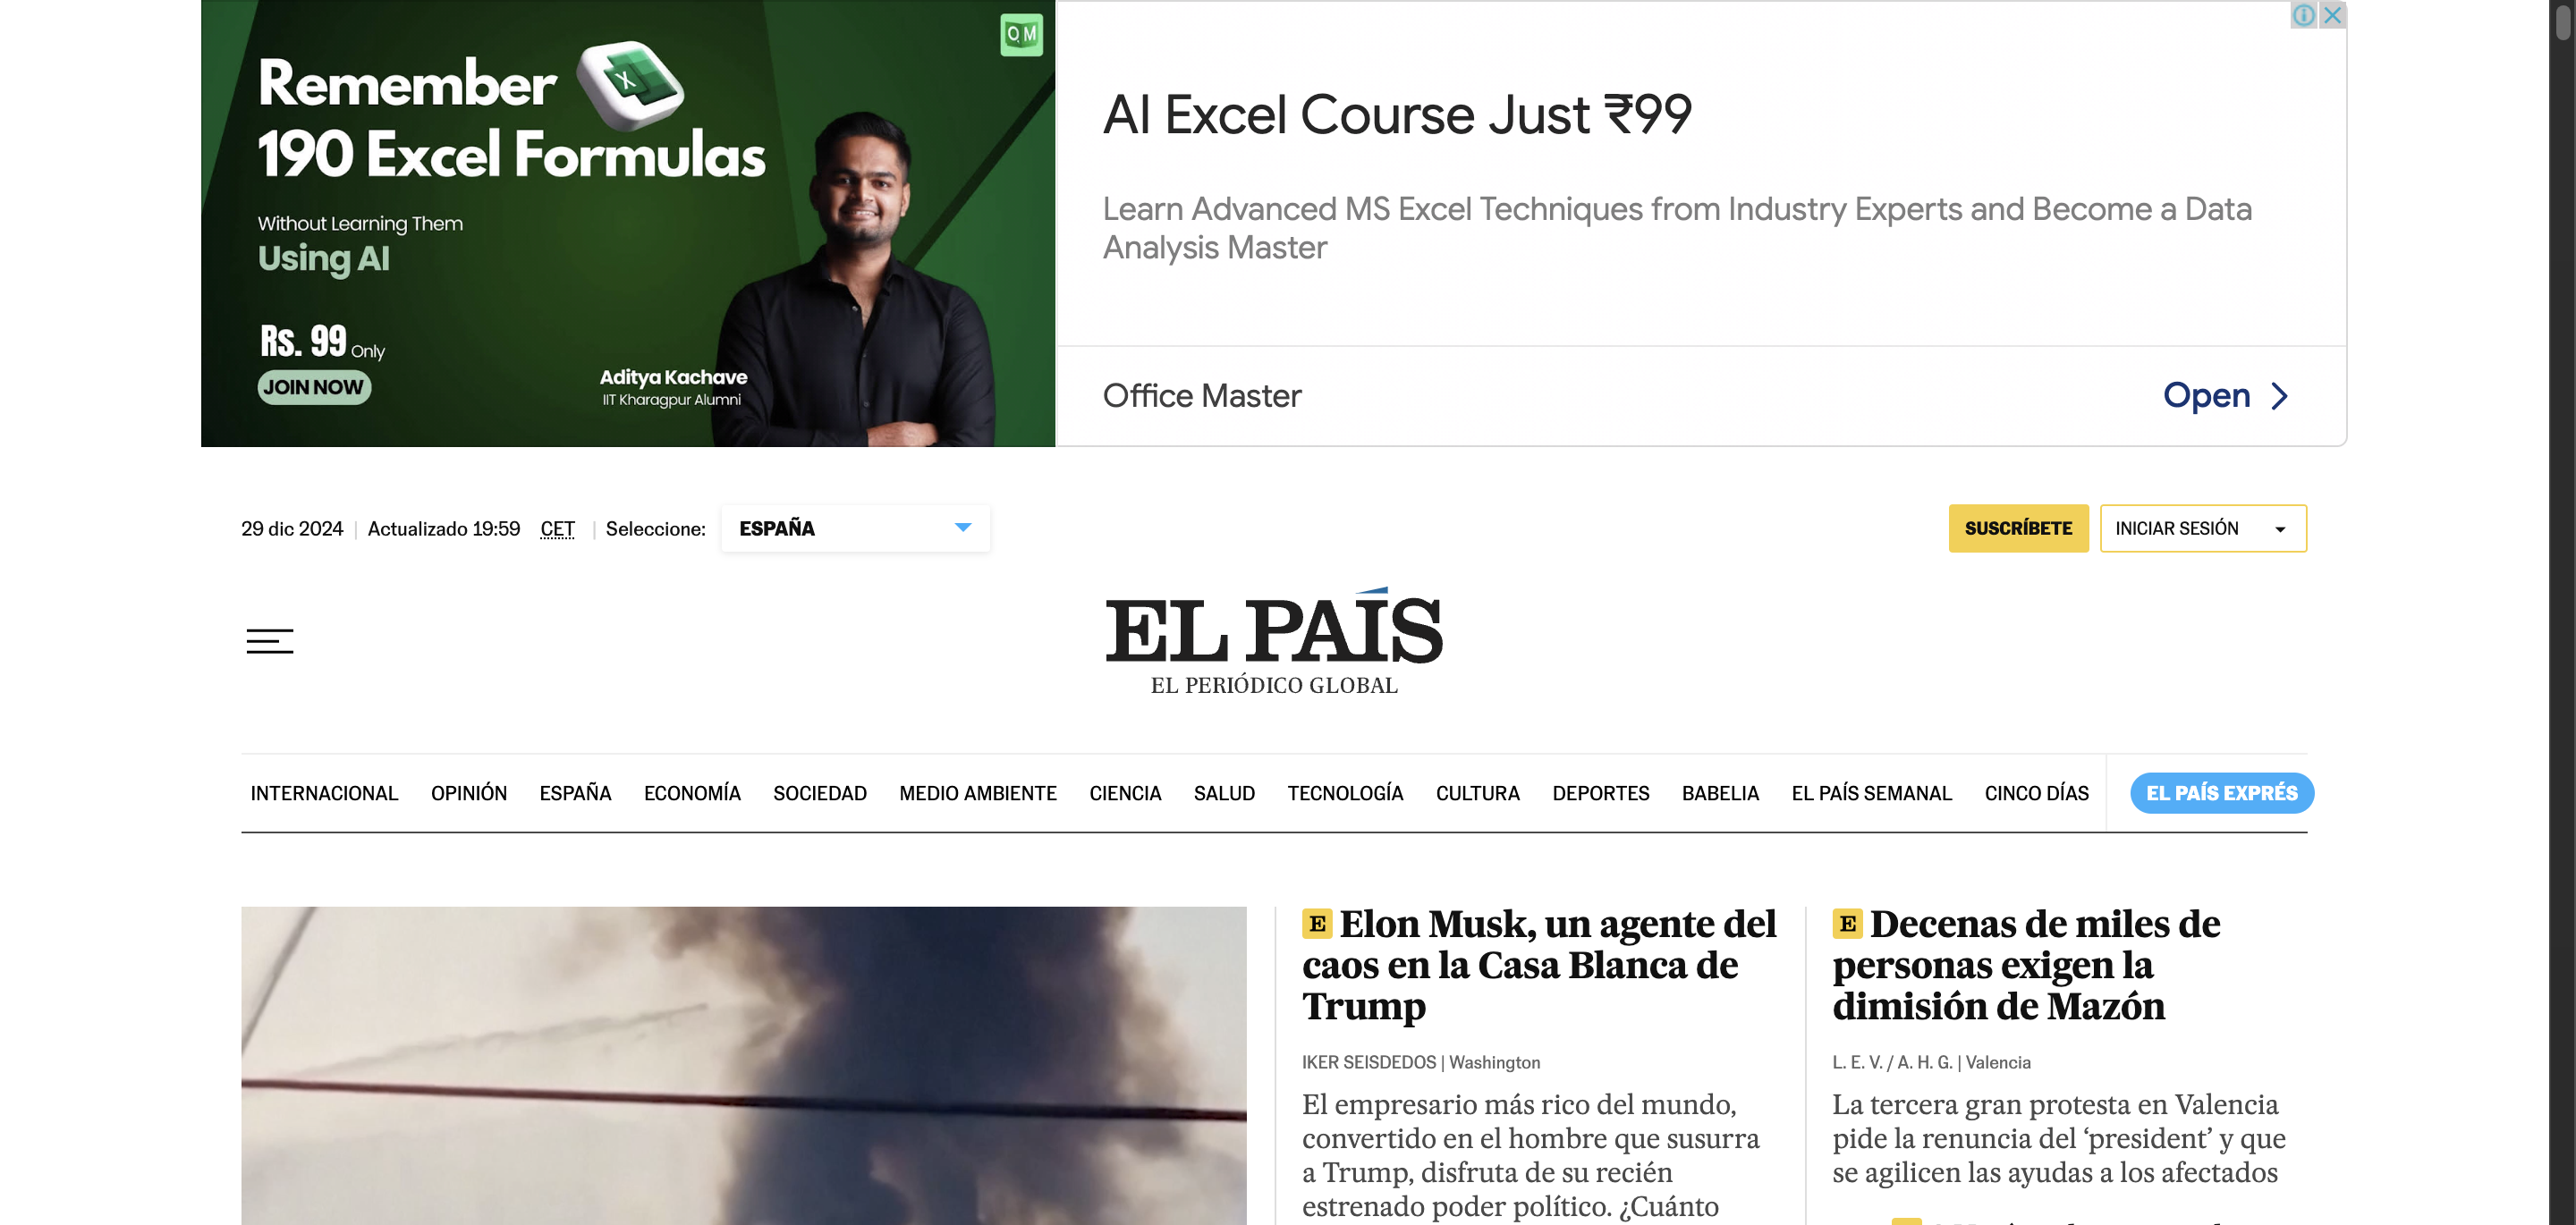 Remember
190 Excel Formulas
Without Learning Them
Using AI
Rs. 99 Only
JOIN NOW
Aditya Kachave
IIT Kharagpur Alumni
QM
AI Excel Course Just ₹99
Learn Advanced MS Excel Techniques from Industry Experts and Become a Data
Analysis Master
Office Master
Open
29 dic 2024 | Actualizado 19:59 CET | Seleccione: ESPAÑA
SUSCRÍBETE INICIAR SESIÓN
EL PAÍS
EL PERIÓDICO GLOBAL
INTERNACIONAL OPINIÓN ESPAÑA ECONOMÍA SOCIEDAD MEDIO AMBIENTE CIENCIA SALUD TECNOLOGÍA CULTURA DEPORTES BABELIA EL PAÍS SEMANAL CINCO DÍAS EL PAÍS EXPRÉS
E Elon Musk, un agente del
caos en la Casa Blanca de
Trump
IKER SEISDEDOS | Washington
El empresario más rico del mundo,
convertido en el hombre que susurra
a Trump, disfruta de su recién
estrenado poder político. ¿Cuánto
E Decenas de miles de
personas exigen la
dimisión de Mazón
L. E. V. / A. H. G. | Valencia
La tercera gran protesta en Valencia
pide la renuncia del ‘president’ y que
se agilicen las ayudas a los afectados